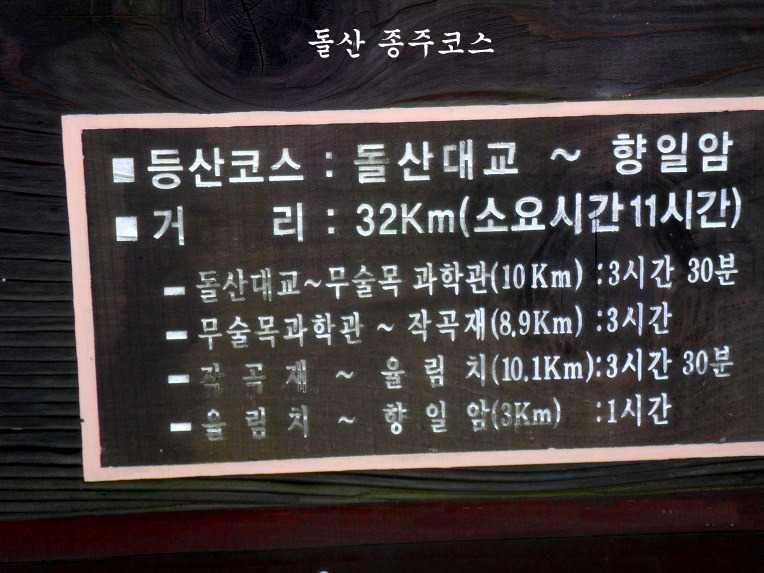 돌산 종주코스
■ 등산코스 : 돌산대교 ~ 향일암
■ 거 리 : 32Km(소요시간11시간)
- 돌산대교~무술목 과학관(10Km) :3시간 30분
- 무술목과학관 ~ 작곡재(8.9Km) :3시간
- 작곡재 ~ 율림치(10.1Km):3시간 30분
- 율림치 ~ 향일암(3Km) :1시간